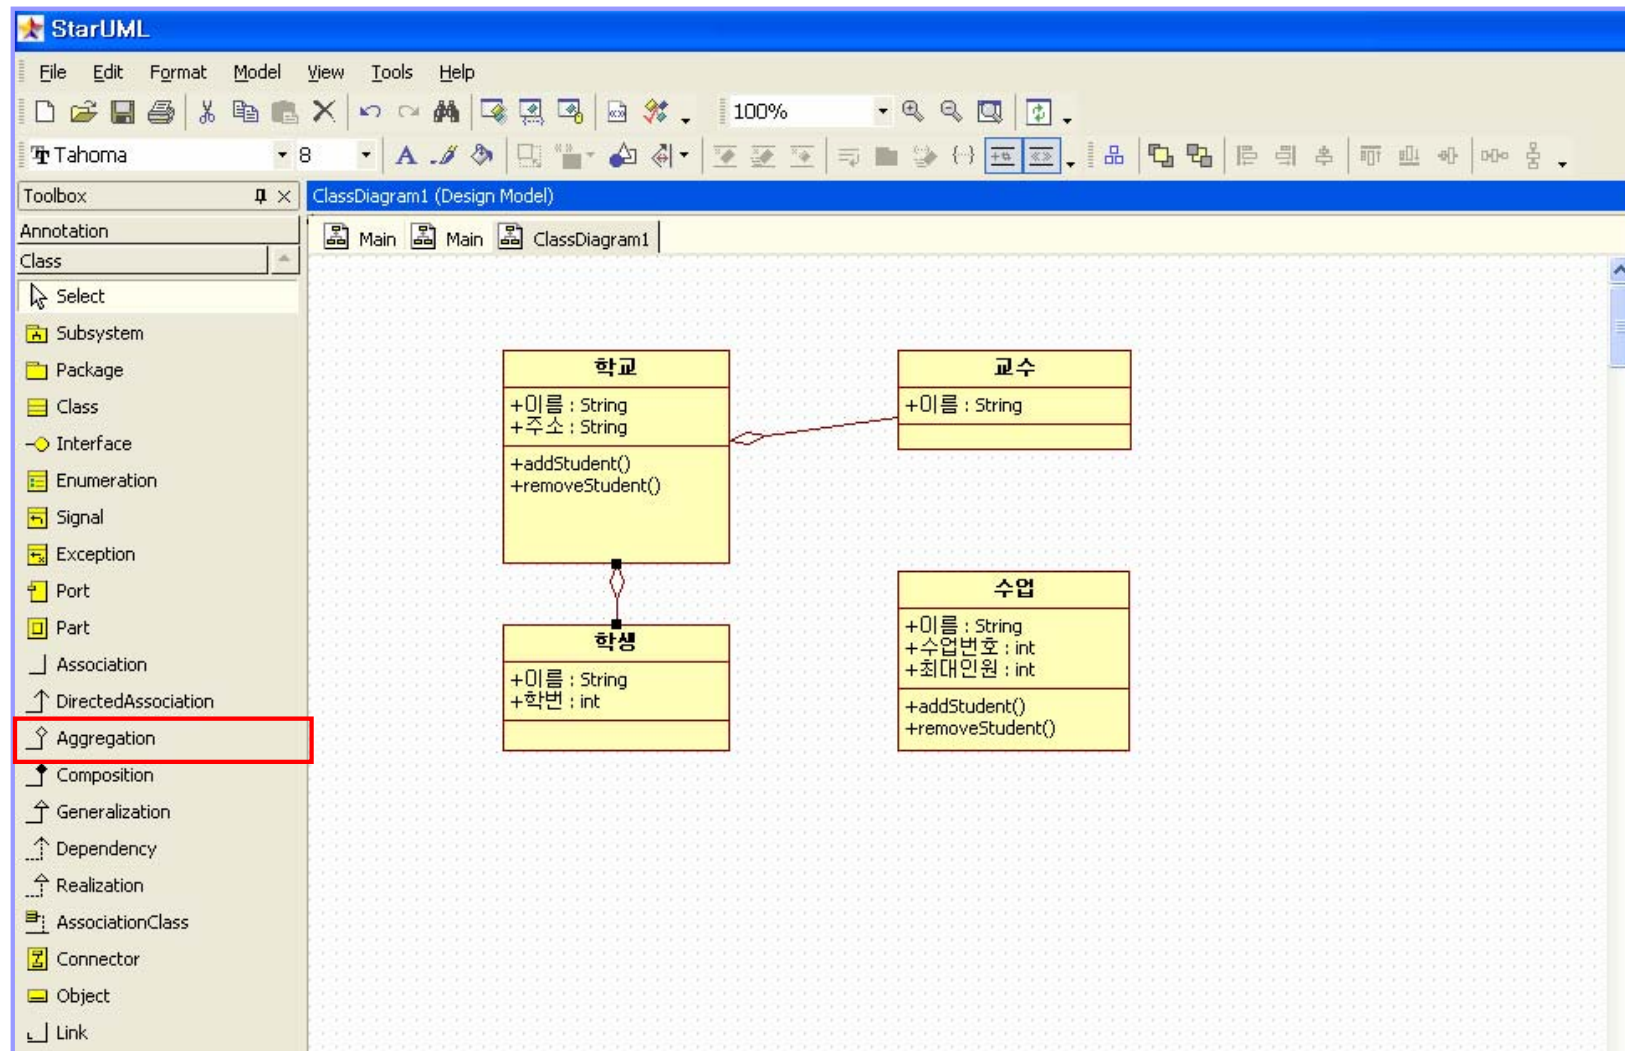 StarUML
File Edit Format Model View Tools Help
100%
Tahoma 8
Toolbox
ClassDiagram1 (Design Model)
Annotation
Main Main ClassDiagram1
Class
Select
Subsystem
Package
Class
Interface
Enumeration
Signal
Exception
Port
Part
Association
DirectedAssociation
Aggregation
Composition
Generalization
Dependency
Realization
AssociationClass
Connector
Object
Link
학교
+이름 : String
+주소 : String
+addStudent()
+removeStudent()
교수
+이름 : String
학생
+이름 : String
+학번 : int
수업
+이름 : String
+수업번호 : int
+최대인원 : int
+addStudent()
+removeStudent()